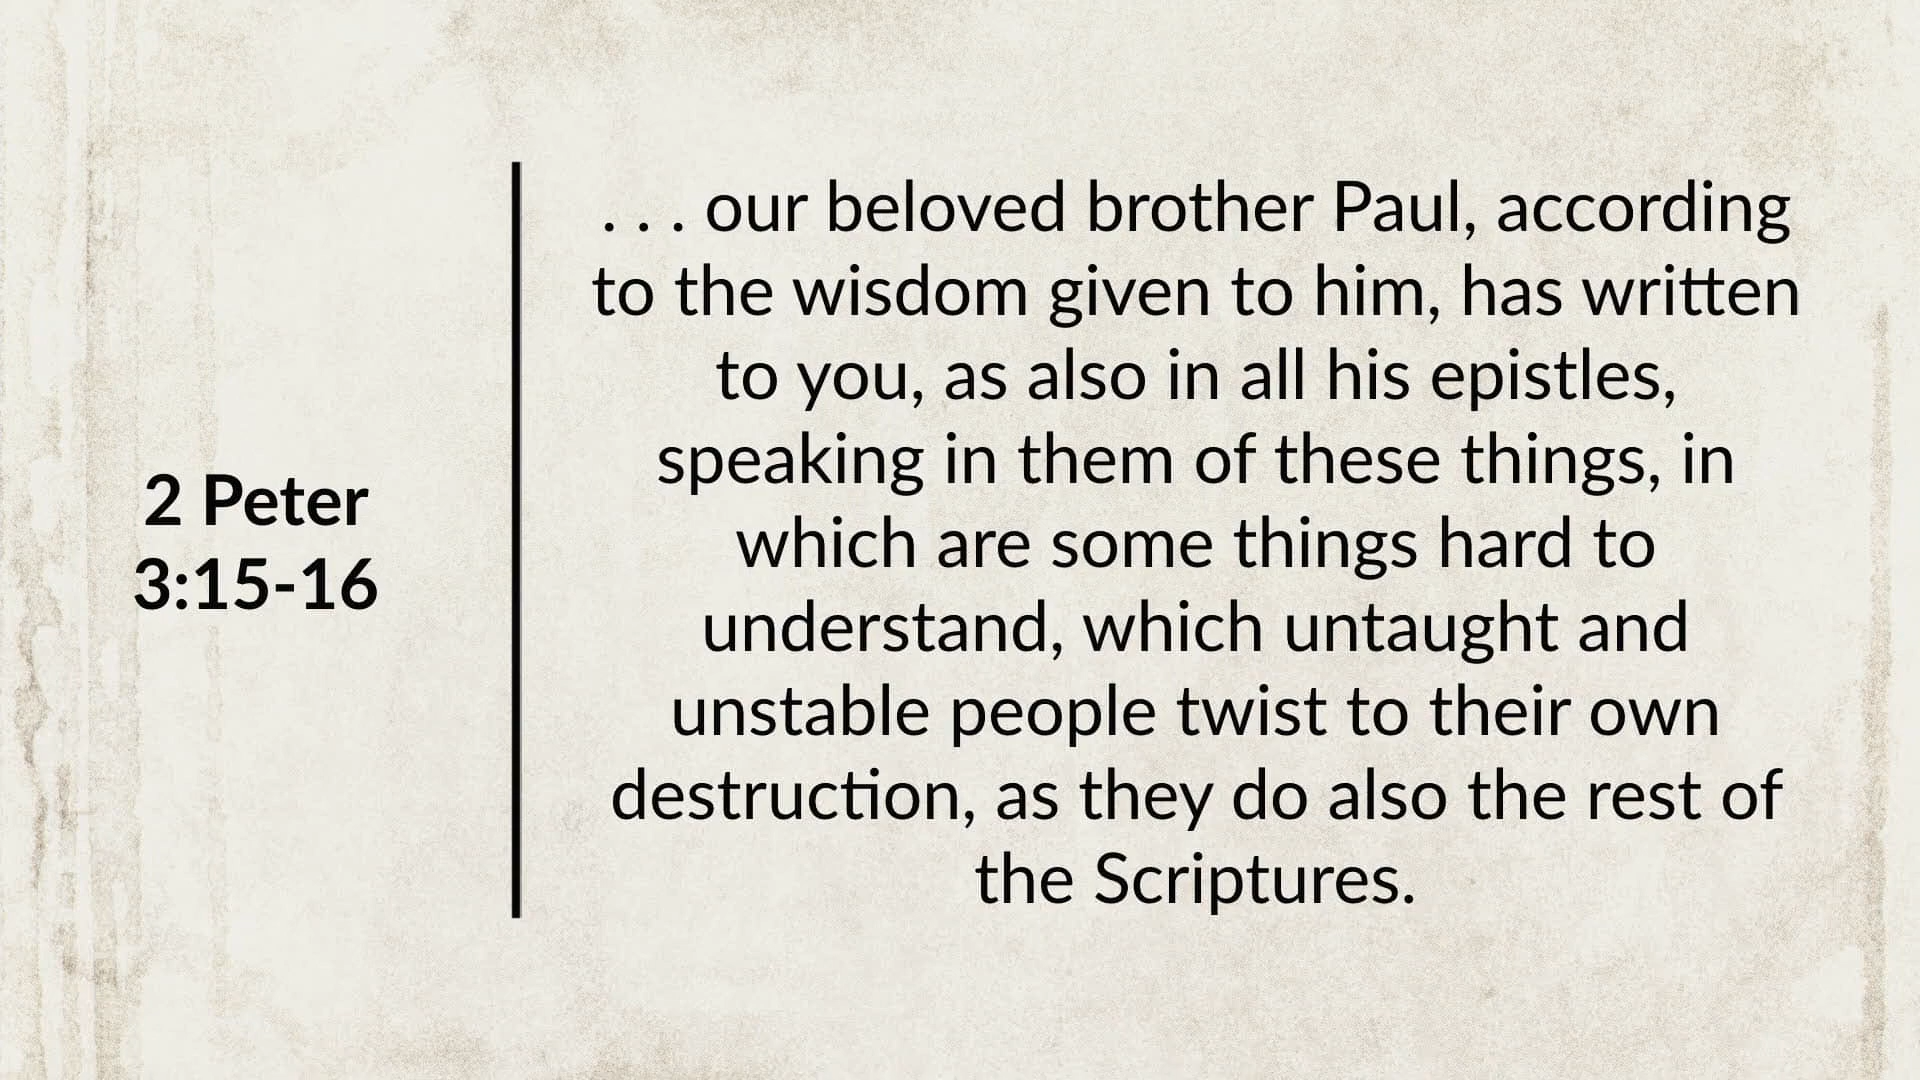 2 Peter
3:15-16
. . . our beloved brother Paul, according
to the wisdom given to him, has written
to you, as also in all his epistles,
speaking in them of these things, in
which are some things hard to
understand, which untaught and
unstable people twist to their own
destruction, as they do also the rest of
the Scriptures.